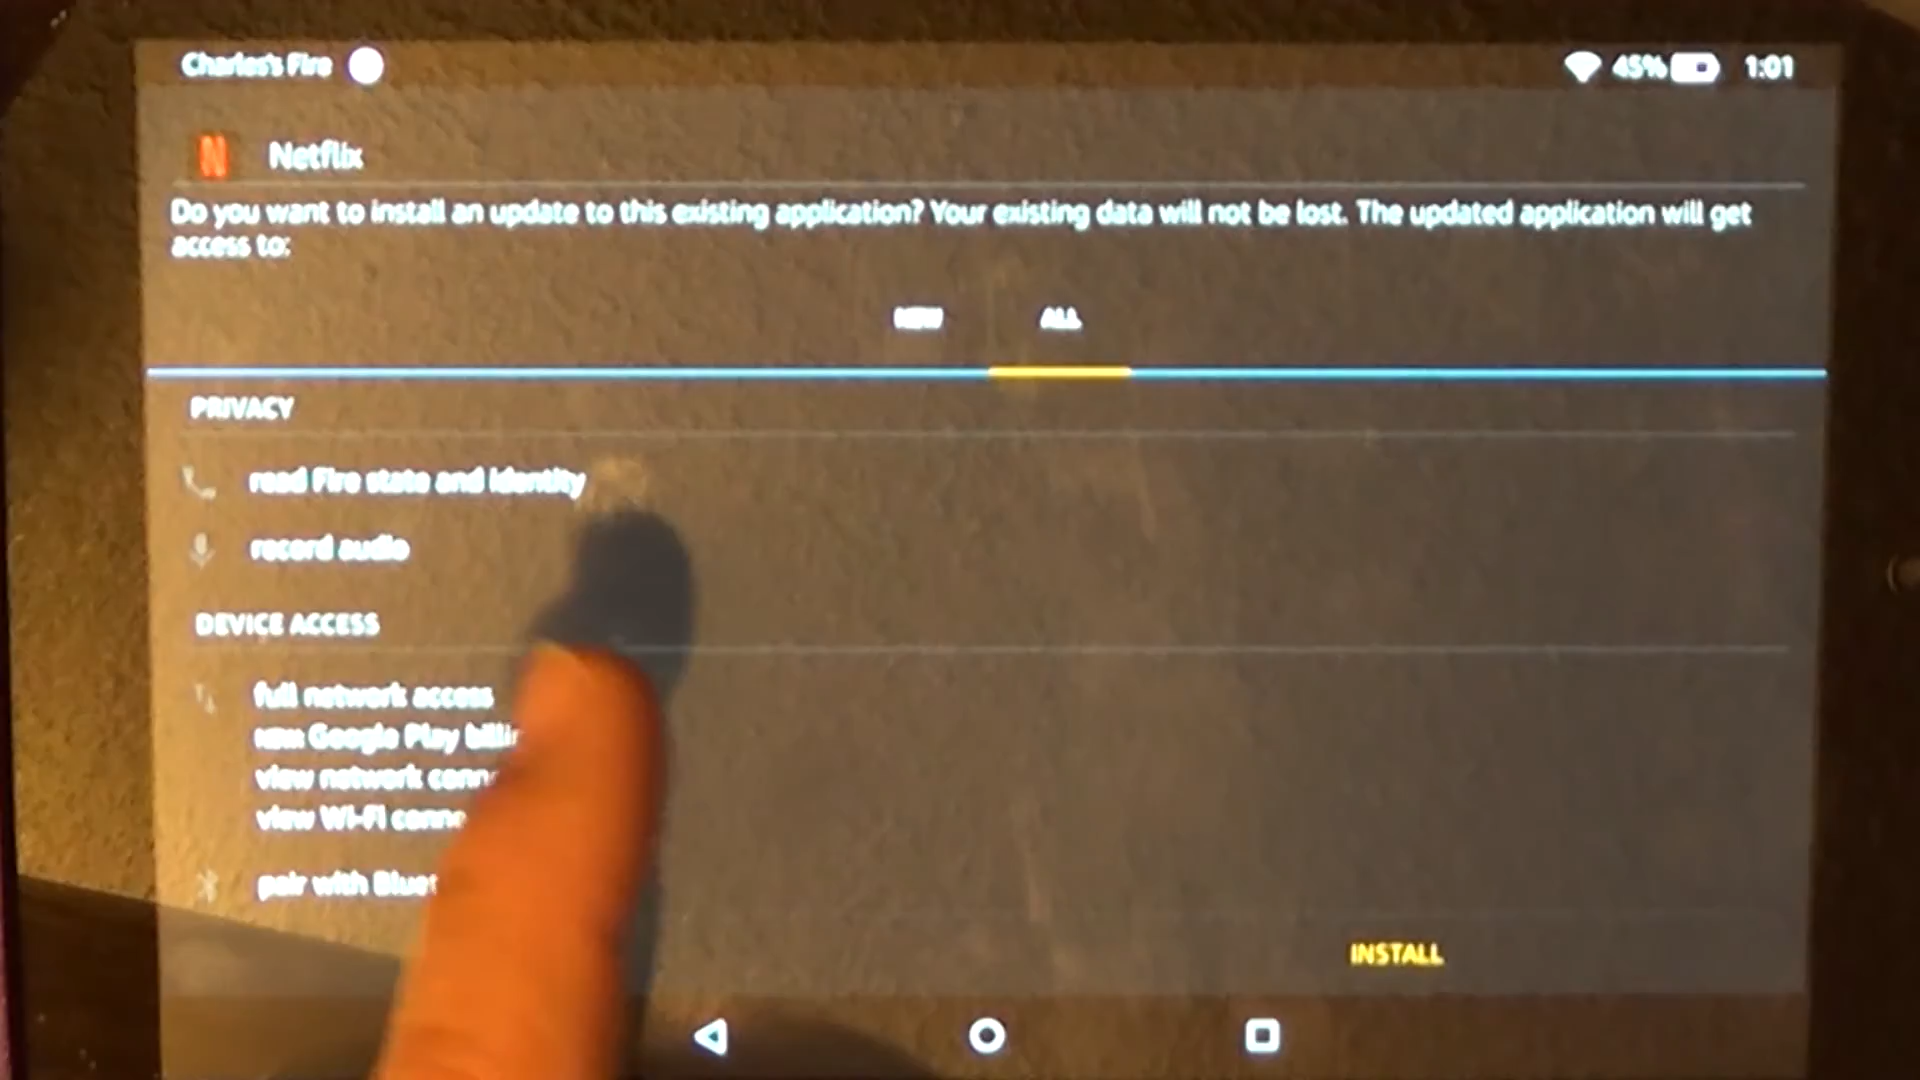 Charles's Fire
45%
1:01
Netflix
Do you want to install an update to this existing application? Your existing data will not be lost. The updated application will get
access to:
NEW
ALL
PRIVACY
read Fire state and identity
record audio
DEVICE ACCESS
full network access
Google Play
view network
view Wi-Fi
pair with
INSTALL